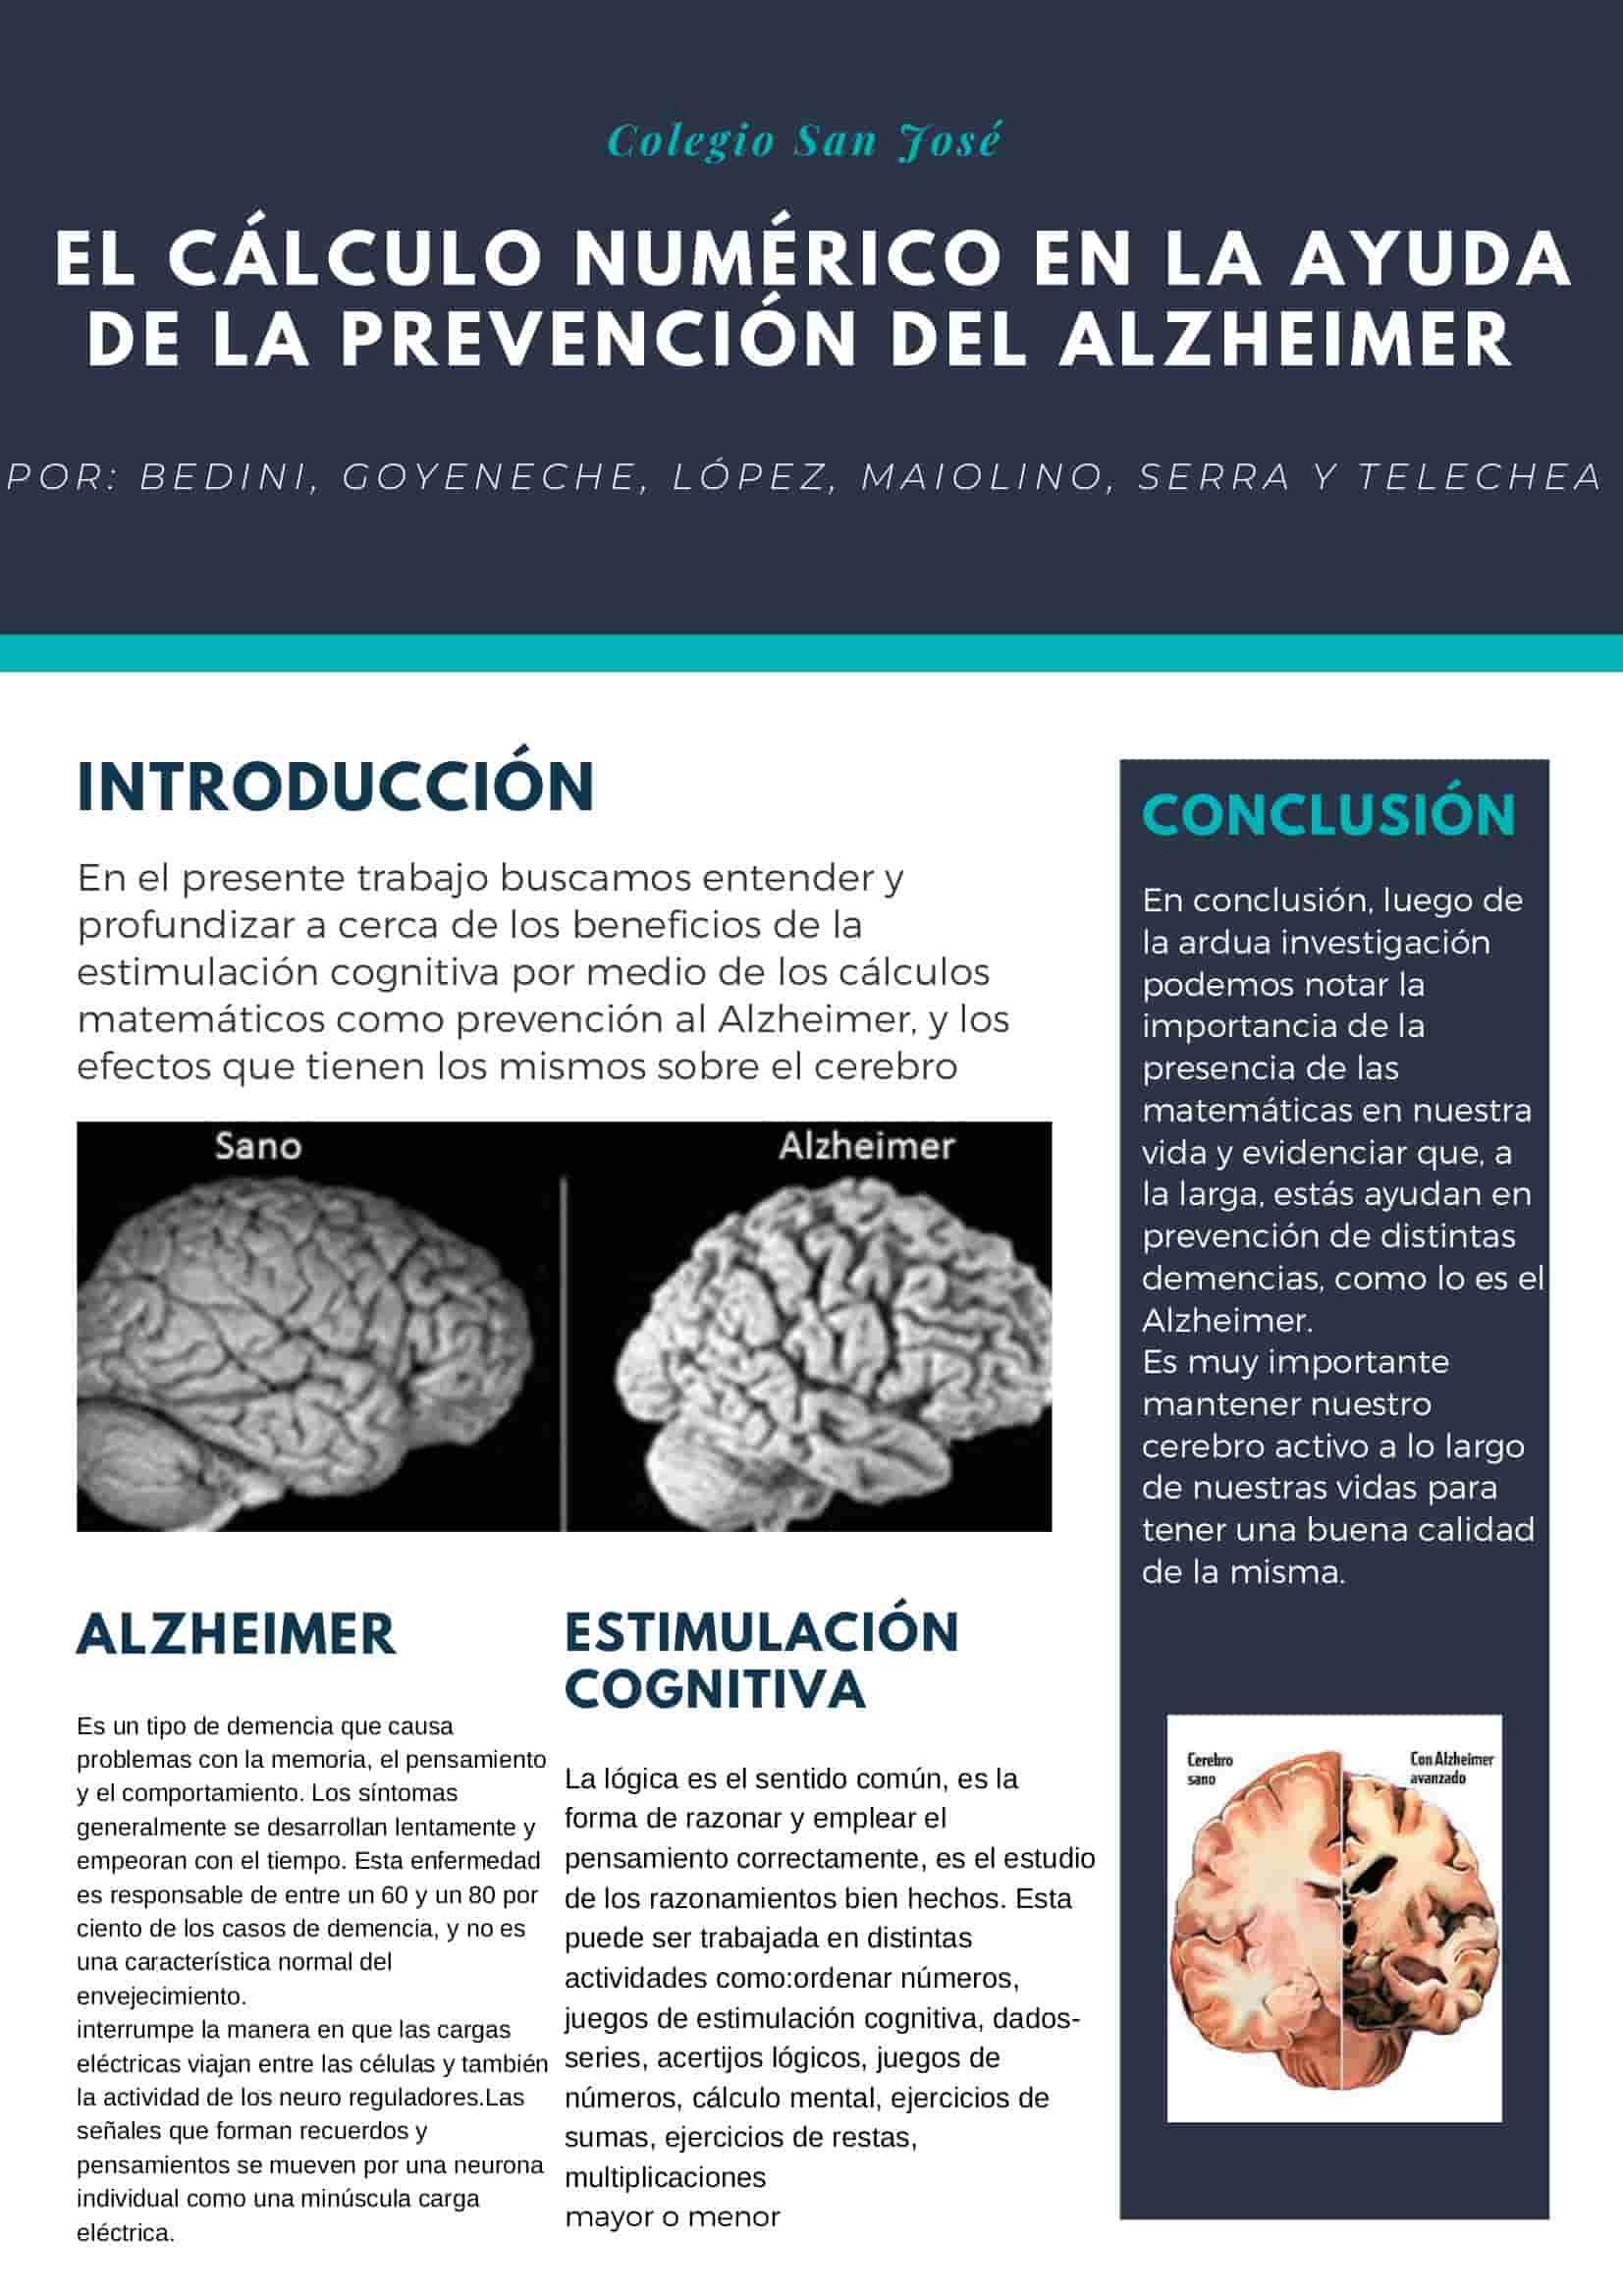 Colegio San José
EL CÁLCULO NUMÉRICO EN LA AYUDA
DE LA PREVENCIÓN DEL ALZHEIMER
POR: BEDINI, GOYENECHE, LÓPEZ, MAIOLINO, SERRA Y TELECHEA
INTRODUCCIÓN
En el presente trabajo buscamos entender y
profundizar a cerca de los beneficios de la
estimulación cognitiva por medio de los cálculos
matemáticos como prevención al Alzheimer, y los
efectos que tienen los mismos sobre el cerebro
Sano
Alzheimer
ALZHEIMER
Es un tipo de demencia que causa
problemas con la memoria, el pensamiento
y el comportamiento. Los síntomas
generalmente se desarrollan lentamente y
empeoran con el tiempo. Esta enfermedad
es responsable de entre un 60 y un 80 por
ciento de los casos de demencia, y no es
una característica normal del
envejecimiento.
interrumpe la manera en que las cargas
eléctricas viajan entre las células y también
la actividad de los neuro reguladores.Las
señales que forman recuerdos y
pensamientos se mueven por una neurona
individual como una minúscula carga
eléctrica.
ESTIMULACIÓN
COGNITIVA
La lógica es el sentido común, es la
forma de razonar y emplear el
pensamiento correctamente, es el estudio
de los razonamientos bien hechos. Esta
puede ser trabajada en distintas
actividades como:ordenar números,
juegos de estimulación cognitiva, dados-
series, acertijos lógicos, juegos de
números, cálculo mental, ejercicios de
sumas, ejercicios de restas,
multiplicaciones
mayor o menor
CONCLUSIÓN
En conclusión, luego de
la ardua investigación
podemos notar la
importancia de la
presencia de las
matemáticas en nuestra
vida y evidenciar que, a
la larga, estás ayudan en
prevención de distintas
demencias, como lo es el
Alzheimer.
Es muy importante
mantener nuestro
cerebro activo a lo largo
de nuestras vidas para
tener una buena calidad
de la misma.
Cerebro
sano
Con Alzheimer
avanzado